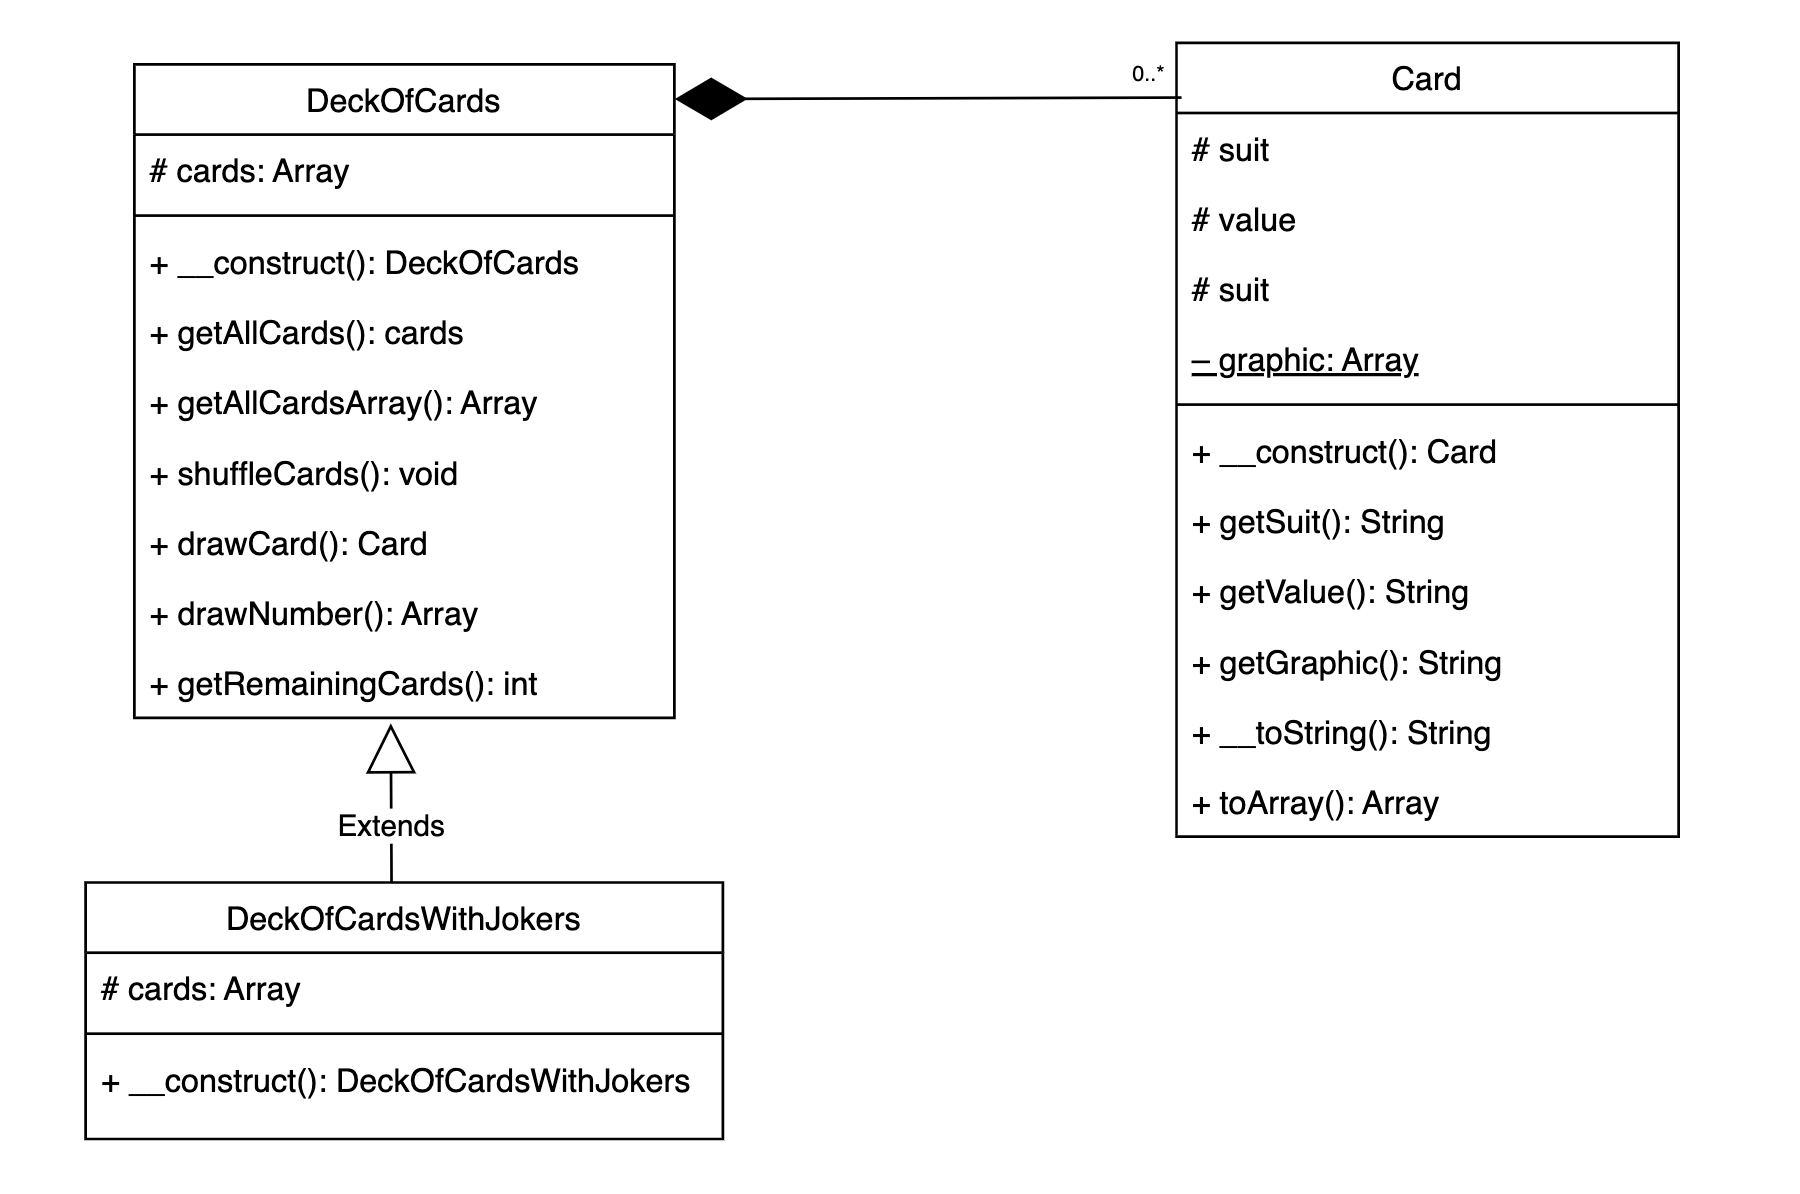 DeckOfCards
# cards: Array
+ __construct(): DeckOfCards
+ getAllCards(): cards
+ getAllCardsArray(): Array
+ shuffleCards(): void
+ drawCard(): Card
+ drawNumber(): Array
+ getRemainingCards(): int
0..*
Card
# suit
# value
# suit
– graphic: Array
+ __construct(): Card
+ getSuit(): String
+ getValue(): String
+ getGraphic(): String
+ __toString(): String
+ toArray(): Array
Extends
DeckOfCardsWithJokers
# cards: Array
+ __construct(): DeckOfCardsWithJokers